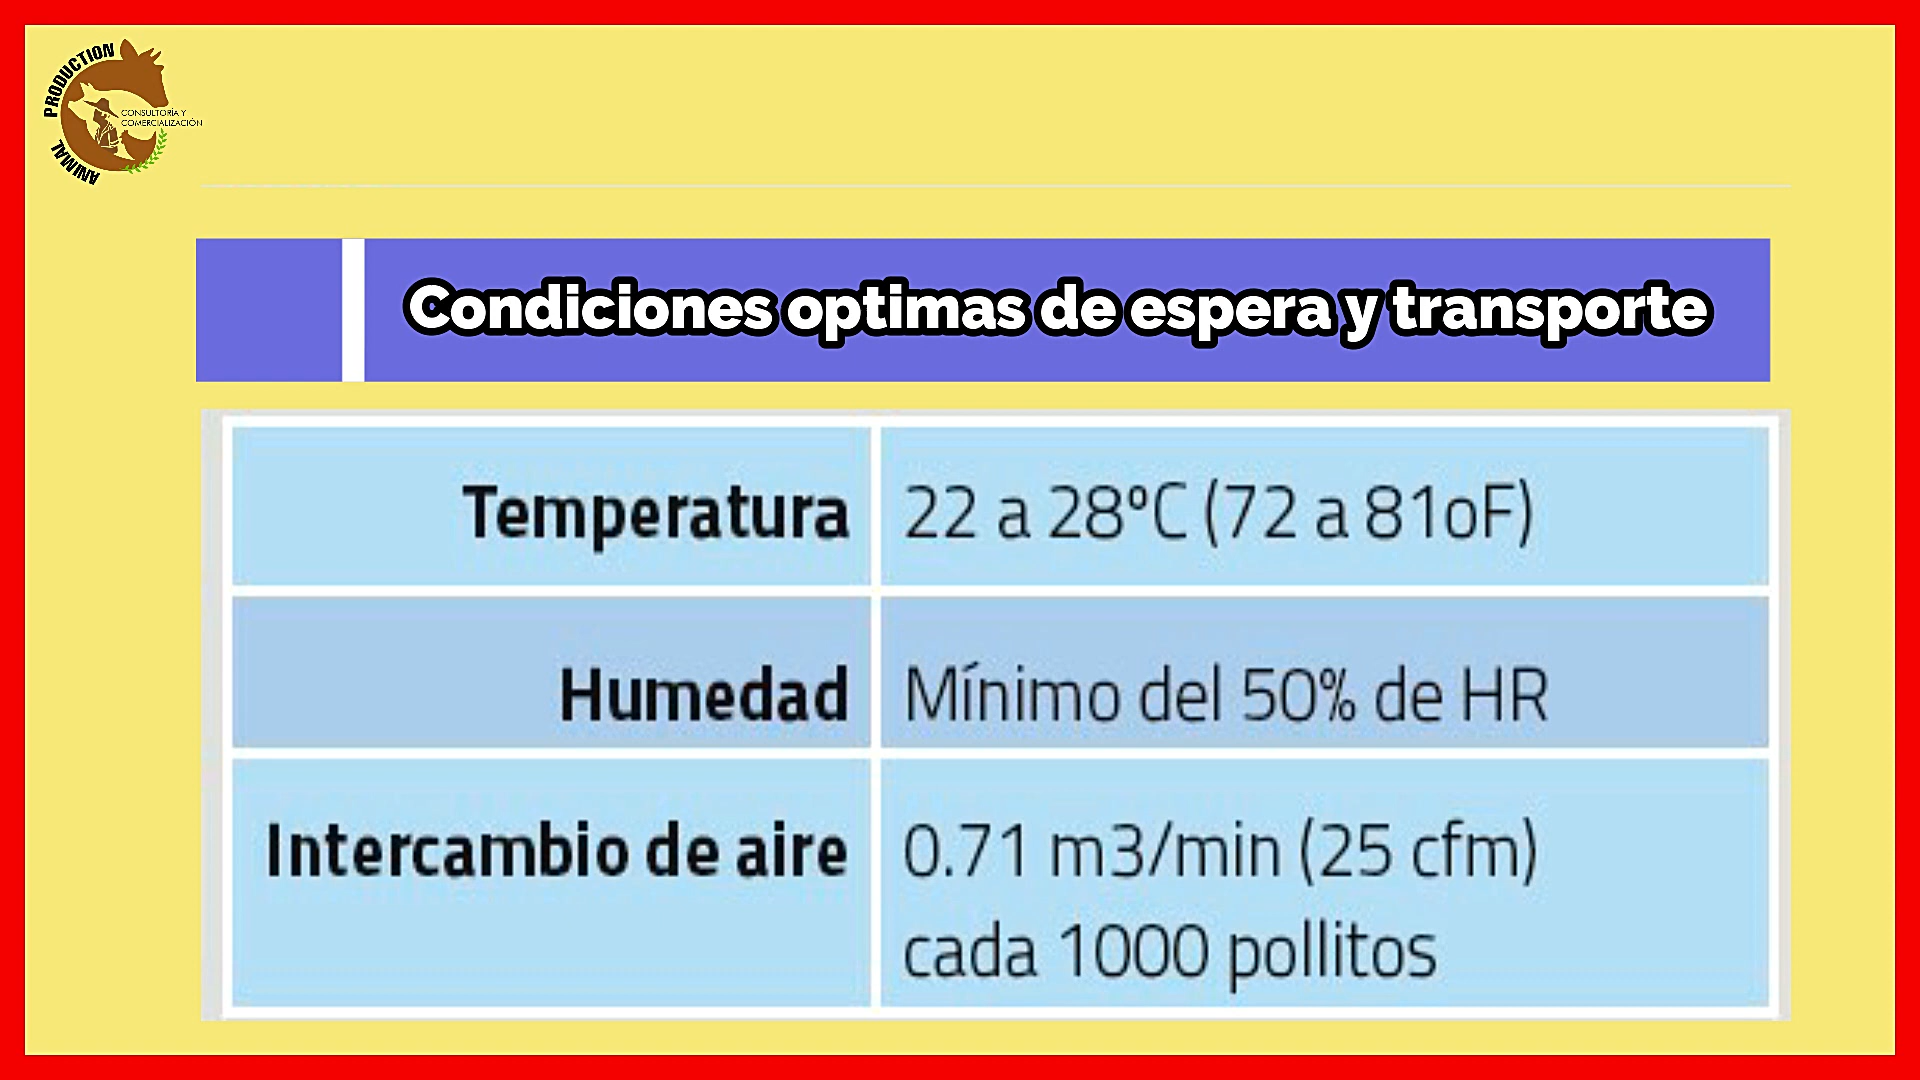 PRODUCTION
CONSULTORÍA Y
COMERCIALIZACIÓN
ANIMAL
Condiciones optimas de espera y transporte
Temperatura 22 a 28ºC (72 a 81oF)
Humedad Mínimo del 50% de HR
Intercambio de aire 0.71 m3/min (25 cfm)
cada 1000 pollitos